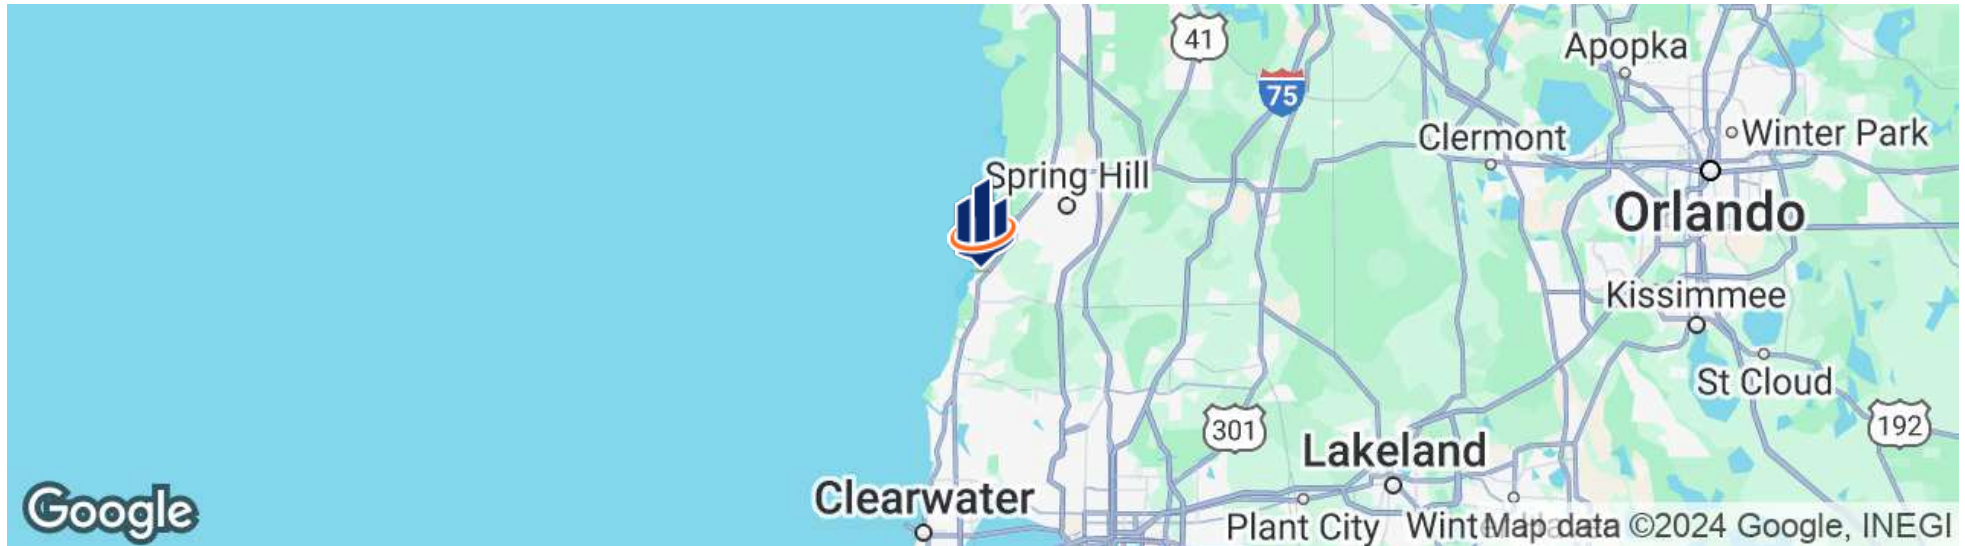 41
Apopka
75
Clermont
Winter Park
Spring Hill
Orlando
Kissimmee
St Cloud
301
192
Lakeland
Clearwater
Google
Plant City
Wint
Map data ©2024 Google, INEGI